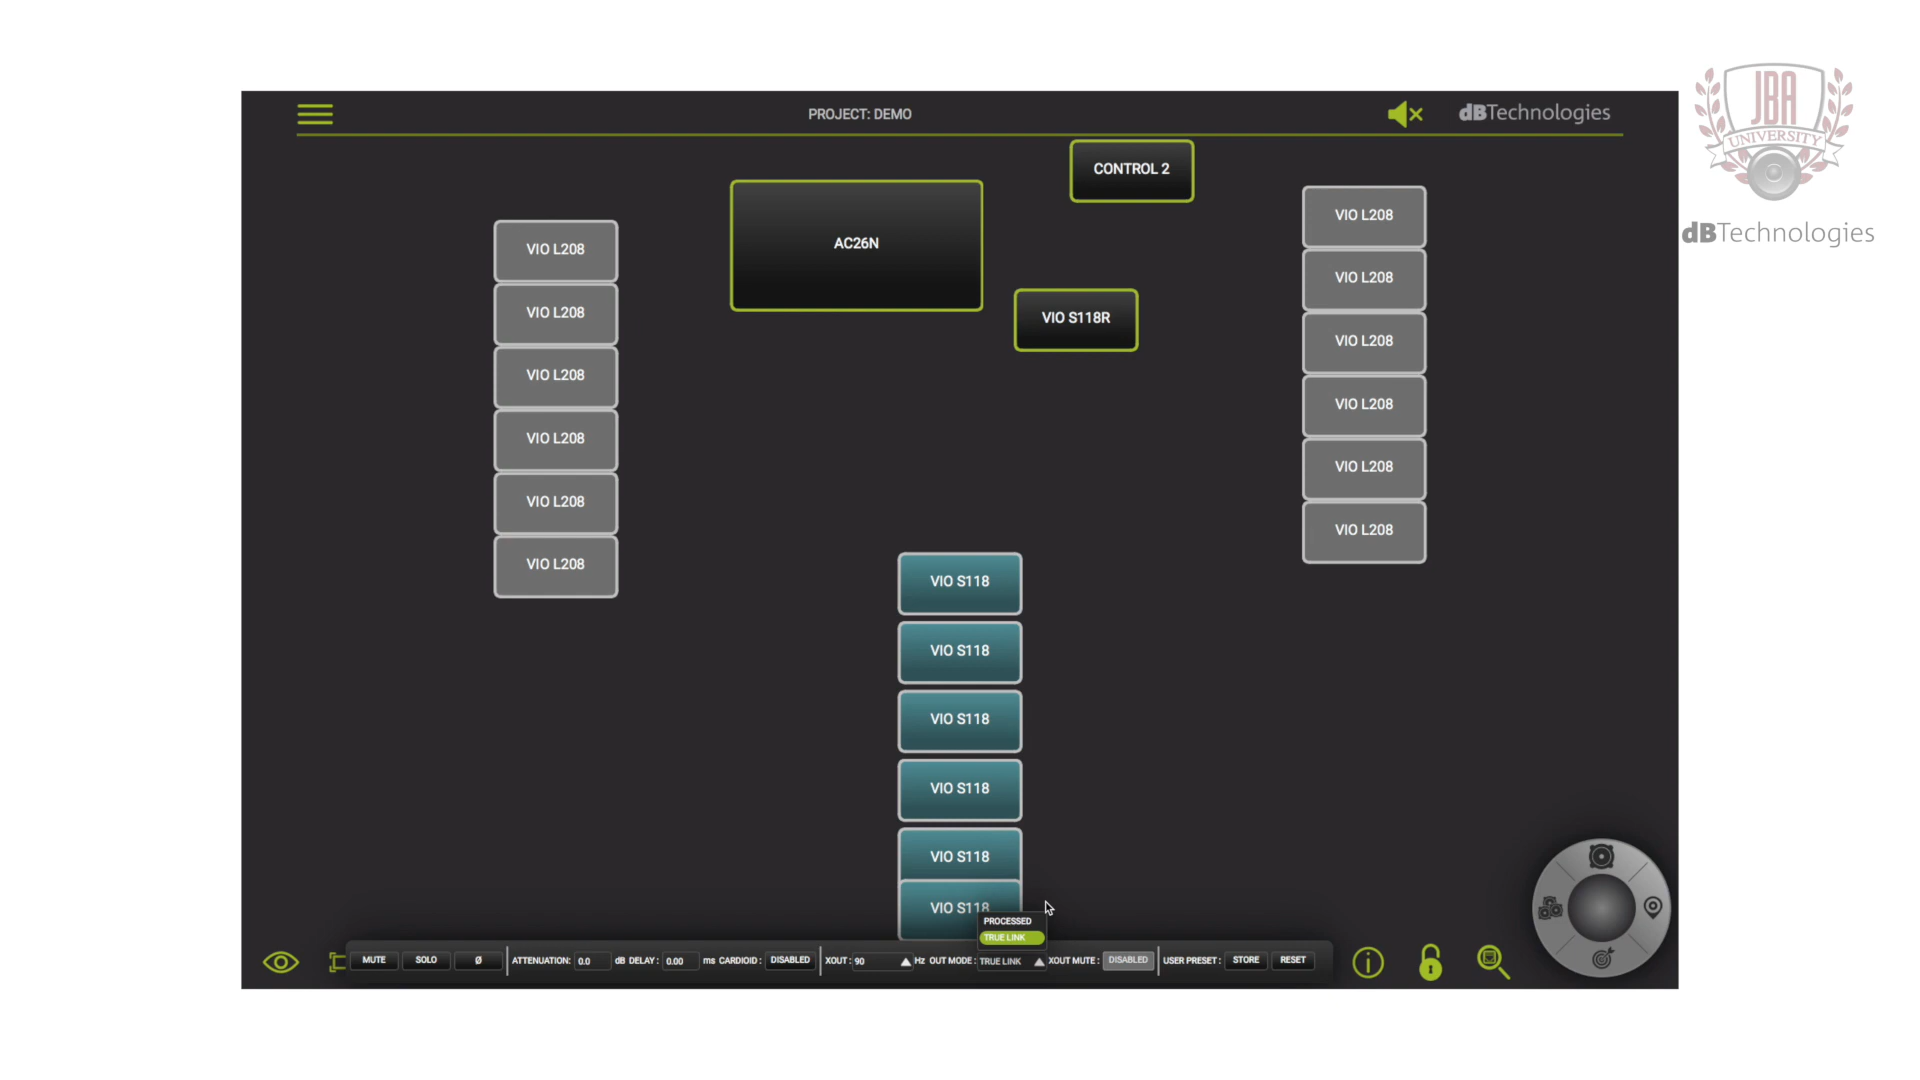 PROJECT: DEMO
dBTechnologies
JBA
UNIVERSITY
dBTechnologies
CONTROL 2
AC26N
VIO S118R
VIO L208
VIO L208
VIO L208
VIO L208
VIO L208
VIO L208
VIO L208
VIO L208
VIO L208
VIO L208
VIO L208
VIO L208
VIO S118
VIO S118
VIO S118
VIO S118
VIO S118
VIO S118
PROCESSED
TRUE LINK
MUTE SOLO Ø ATTENUATION: 0.0 dB DELAY: 0.00 ms CARDIOID: DISABLED XOUT: 90 Hz OUT MODE: TRUE LINK XOUT MUTE: DISABLED USER PRESET: STORE RESET